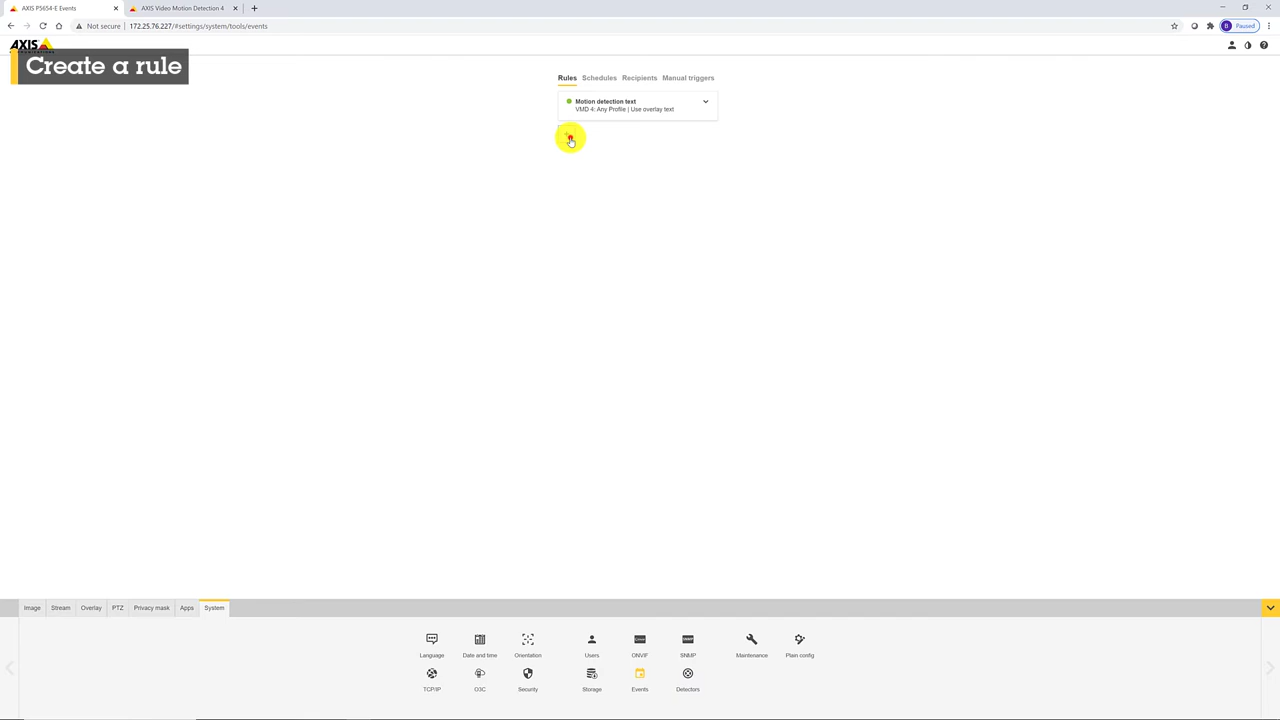 AXIS P5654-E Events
AXIS Video Motion Detection 4
Not secure
172.25.76.227/#settings/system/tools/events
B
Paused
AXIS
Create a rule
Rules
Schedules
Recipients
Manual triggers
Motion detection text
VMD 4: Any Profile | Use overlay text
Image
Stream
Overlay
PTZ
Privacy mask
Apps
System
Language
Date and time
Orientation
Users
ONVIF
SNMP
Maintenance
Plain config
TCP/IP
O3C
Security
Storage
Events
Detectors